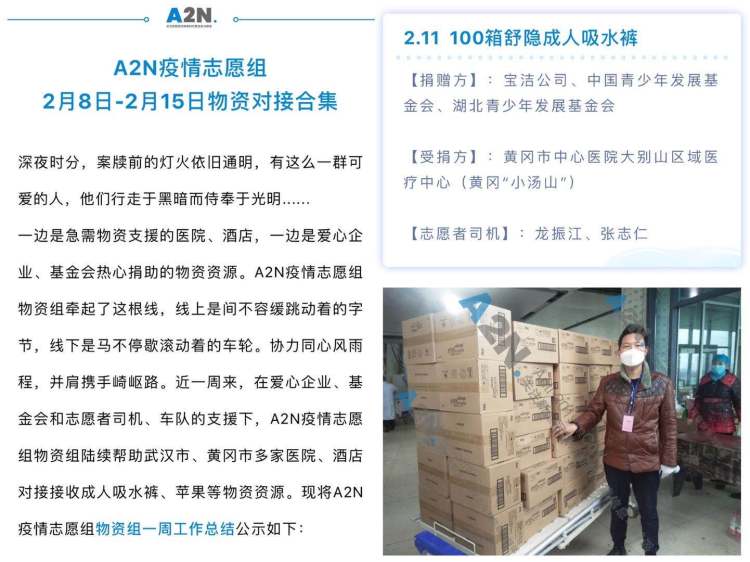 A2N.
A2N疫情志愿组
2月8日-2月15日物资对接合集
深夜时分，案牍前的灯火依旧通明，有这么一群可
爱的人，他们行走于黑暗而侍奉于光明......
一边是急需物资支援的医院、酒店，一边是爱心企
业、基金会热心捐助的物资资源。A2N疫情志愿组
物资组牵起了这根线，线上是间不容缓跳动着的字
节，线下是马不停歇滚动着的车轮。协力同心风雨
程，并肩携手崎岖路。近一周来，在爱心企业、基
金会和志愿者司机、车队的支援下，A2N疫情志愿
组物资组陆续帮助武汉市、黄冈市多家医院、酒店
对接接收成人吸水裤、苹果等物资资源。现将A2N
疫情志愿组物资组一周工作总结公示如下：
2.11 100箱舒隐成人吸水裤
【捐赠方】：宝洁公司、中国青少年发展基
金会、湖北青少年发展基金会
【受捐方】：黄冈市中心医院大别山区域医
疗中心（黄冈“小汤山”）
【志愿者司机】：龙振江、张志仁
A2N.